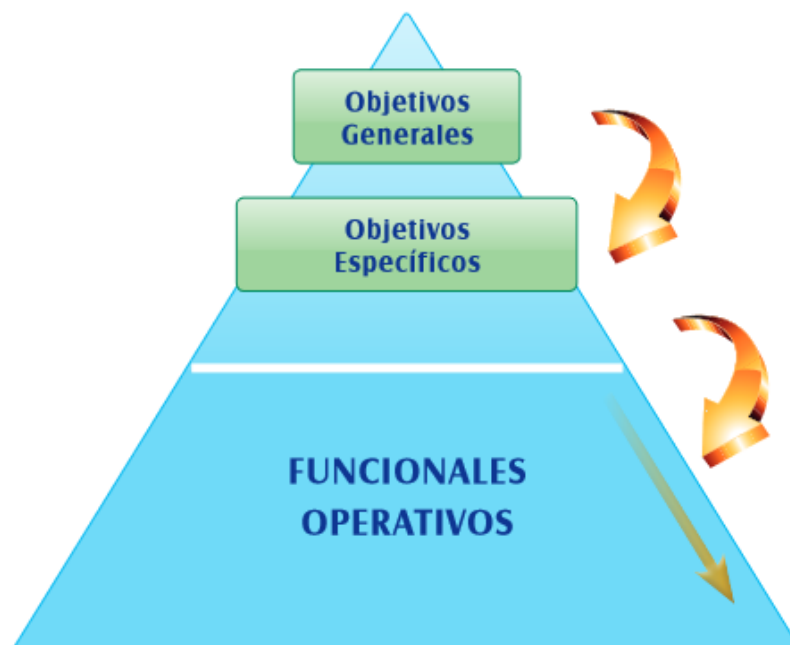 Objetivos
Generales
Objetivos
Específicos
FUNCIONALES
OPERATIVOS